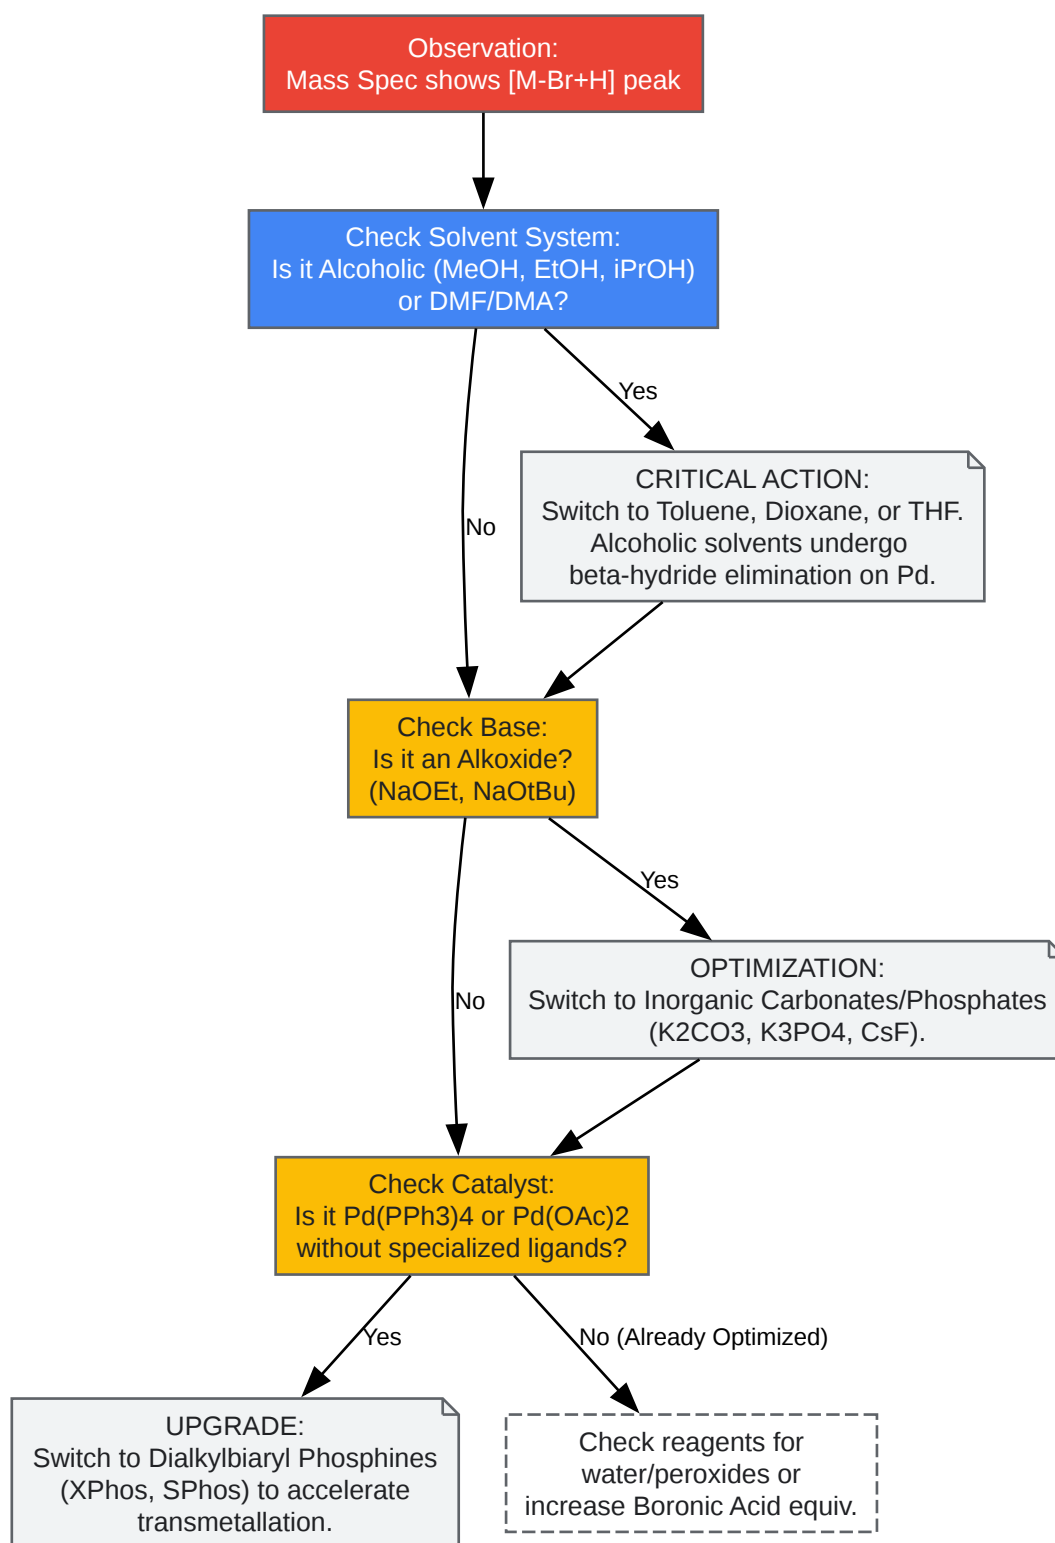 Observation:
Mass Spec shows [M-Br+H] peak
Check Solvent System:
Is it Alcoholic (MeOH, EtOH, iPrOH)
or DMF/DMA?
Yes
No
CRITICAL ACTION:
Switch to Toluene, Dioxane, or THF.
Alcoholic solvents undergo
beta-hydride elimination on Pd.
Check Base:
Is it an Alkoxide?
(NaOEt, NaOtBu)
Yes
No
OPTIMIZATION:
Switch to Inorganic Carbonates/Phosphates
(K2CO3, K3PO4, CsF).
Check Catalyst:
Is it Pd(PPh3)4 or Pd(OAc)2
without specialized ligands?
Yes
No (Already Optimized)
UPGRADE:
Switch to Dialkylbiaryl Phosphines
(XPhos, SPhos) to accelerate
transmetallation.
Check reagents for
water/peroxides or
increase Boronic Acid equiv.